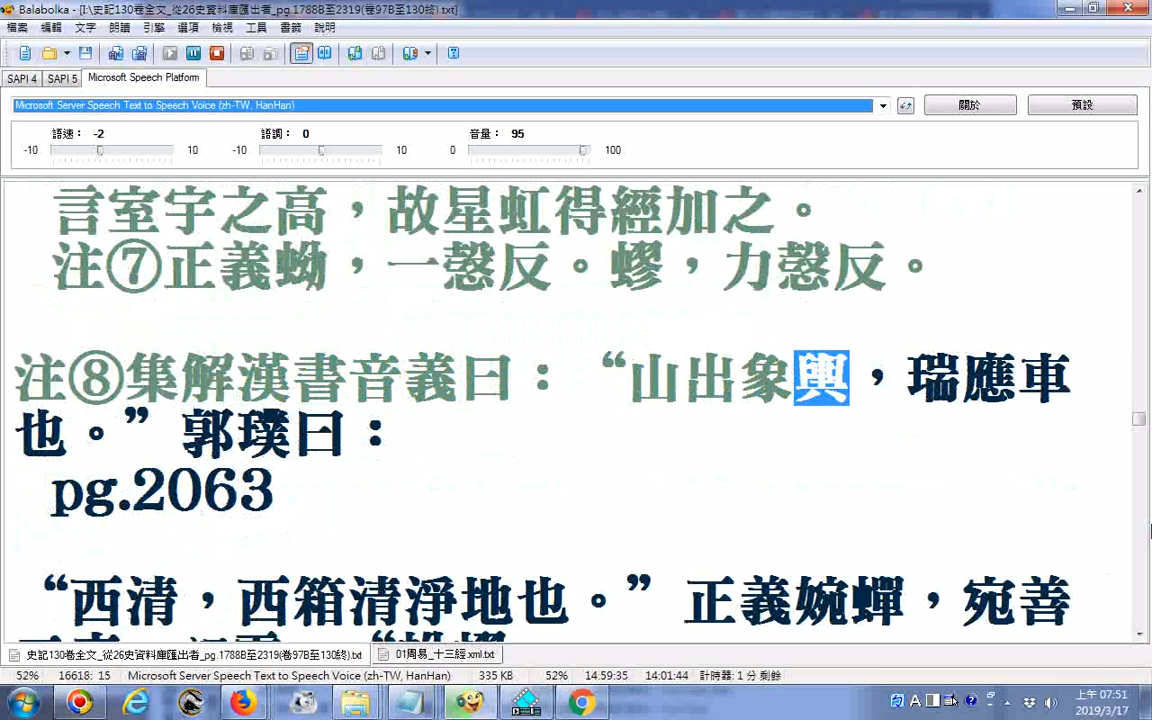 Balabolka - [I:\史記130卷全文_從26史資料庫匯出者_pg.1788B至2319(卷97B至130終).txt]
檔案 編輯 文字 朗讀 引擎 選項 檢視 工具 書籤 說明
SAPI 4 SAPI 5 Microsoft Speech Platform
Microsoft Server Speech Text to Speech Voice (zh-TW, HanHan) 關於 預設
語速： -2 語調： 0 音量： 95
-10 10 -10 10 0 100
言室宇之高，故星虹得經加之。
注⑦正義蚴，一慦反。蟉，力慦反。
注⑧集解漢書音義曰：“山出象輿，瑞應車
也。”郭璞曰：
pg.2063
“西清，西箱清淨地也。”正義婉蟬，宛善
史記130卷全文_從26史資料庫匯出者_pg.1788B至2319(卷97B至130終).txt 01周易_十三經xml.txt
52% 16618: 15 Microsoft Server Speech Text to Speech Voice (zh-TW, HanHan) 335 KB 52% 14:59:35 14:01:44 計時器: 1 分 剩餘
上午 07:51
2019/3/17